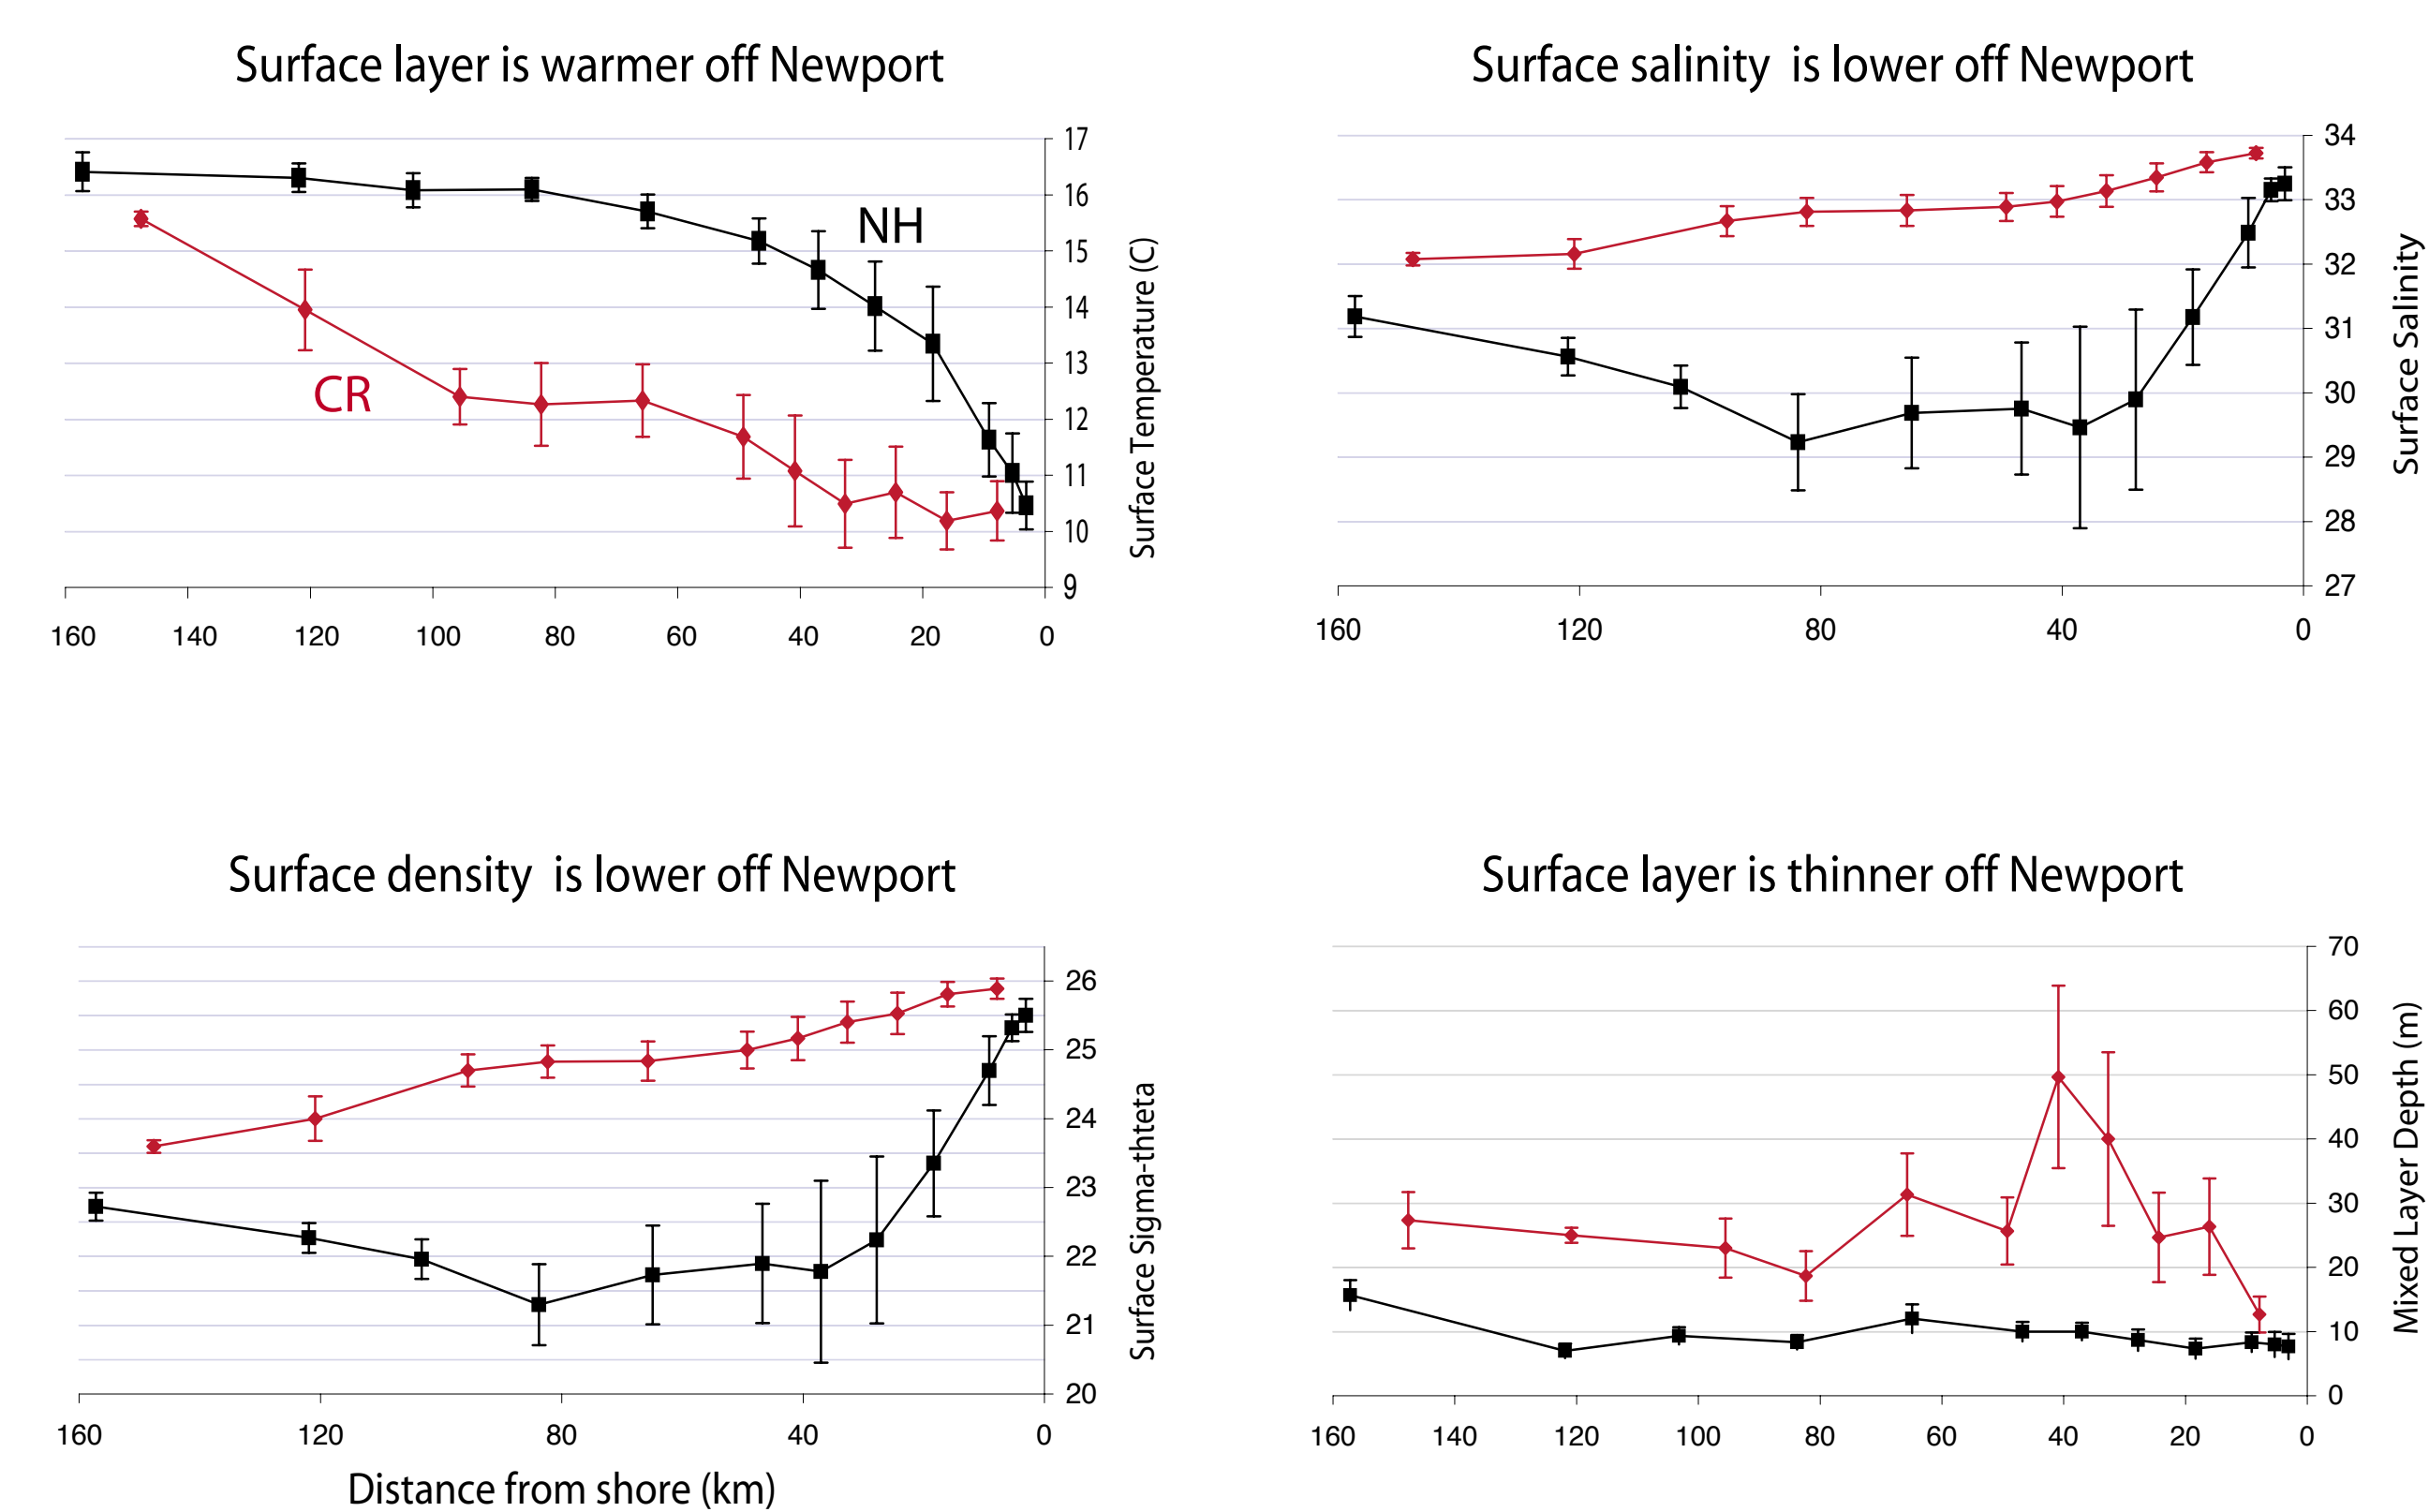 Surface layer is warmer off Newport
17
16
15
14
13
12
11
10
9
Surface Temperature (C)
NH
CR
160 140 120 100 80 60 40 20 0
Surface salinity is lower off Newport
34
33
32
31
30
29
28
27
Surface Salinity
160 120 80 40 0
Surface density is lower off Newport
26
25
24
23
22
21
20
Surface Sigma-thteta
160 120 80 40 0
Distance from shore (km)
Surface layer is thinner off Newport
70
60
50
40
30
20
10
0
Mixed Layer Depth (m)
160 140 120 100 80 60 40 20 0